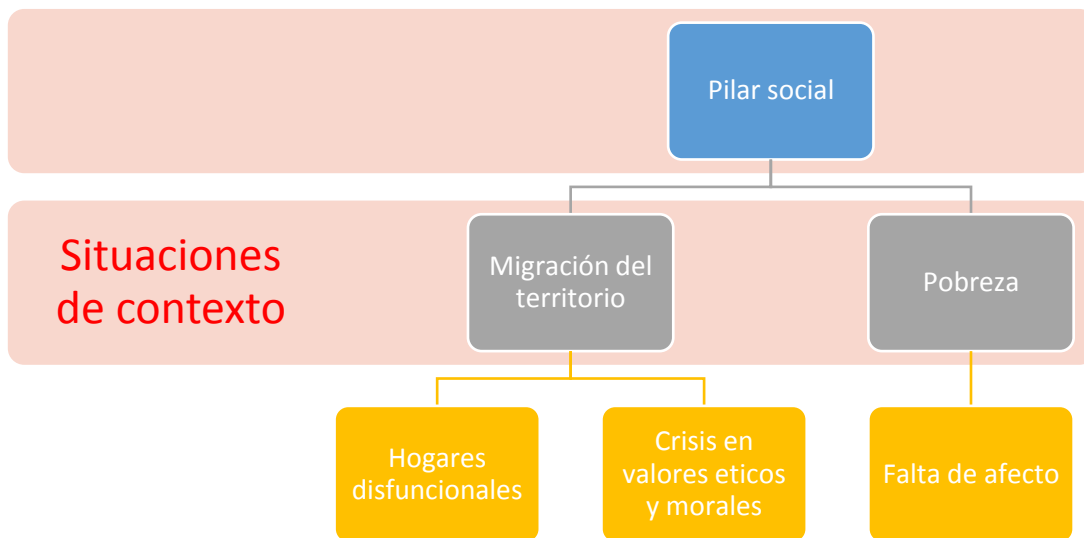 Pilar social
Situaciones
de contexto
Migración del
territorio
Pobreza
Hogares
disfuncionales
Crisis en
valores eticos
y morales
Falta de afecto